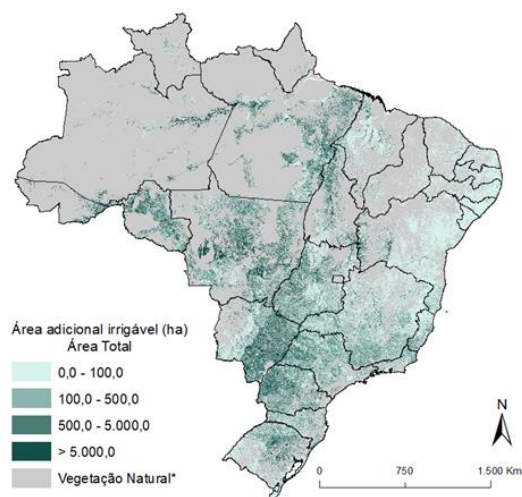 Área adicional irrigável (ha)
Área Total
0,0 - 100,0
100,0 - 500,0
500,0 - 5.000,0
> 5.000,0
Vegetação Natural*
N
0 750 1.500 Km